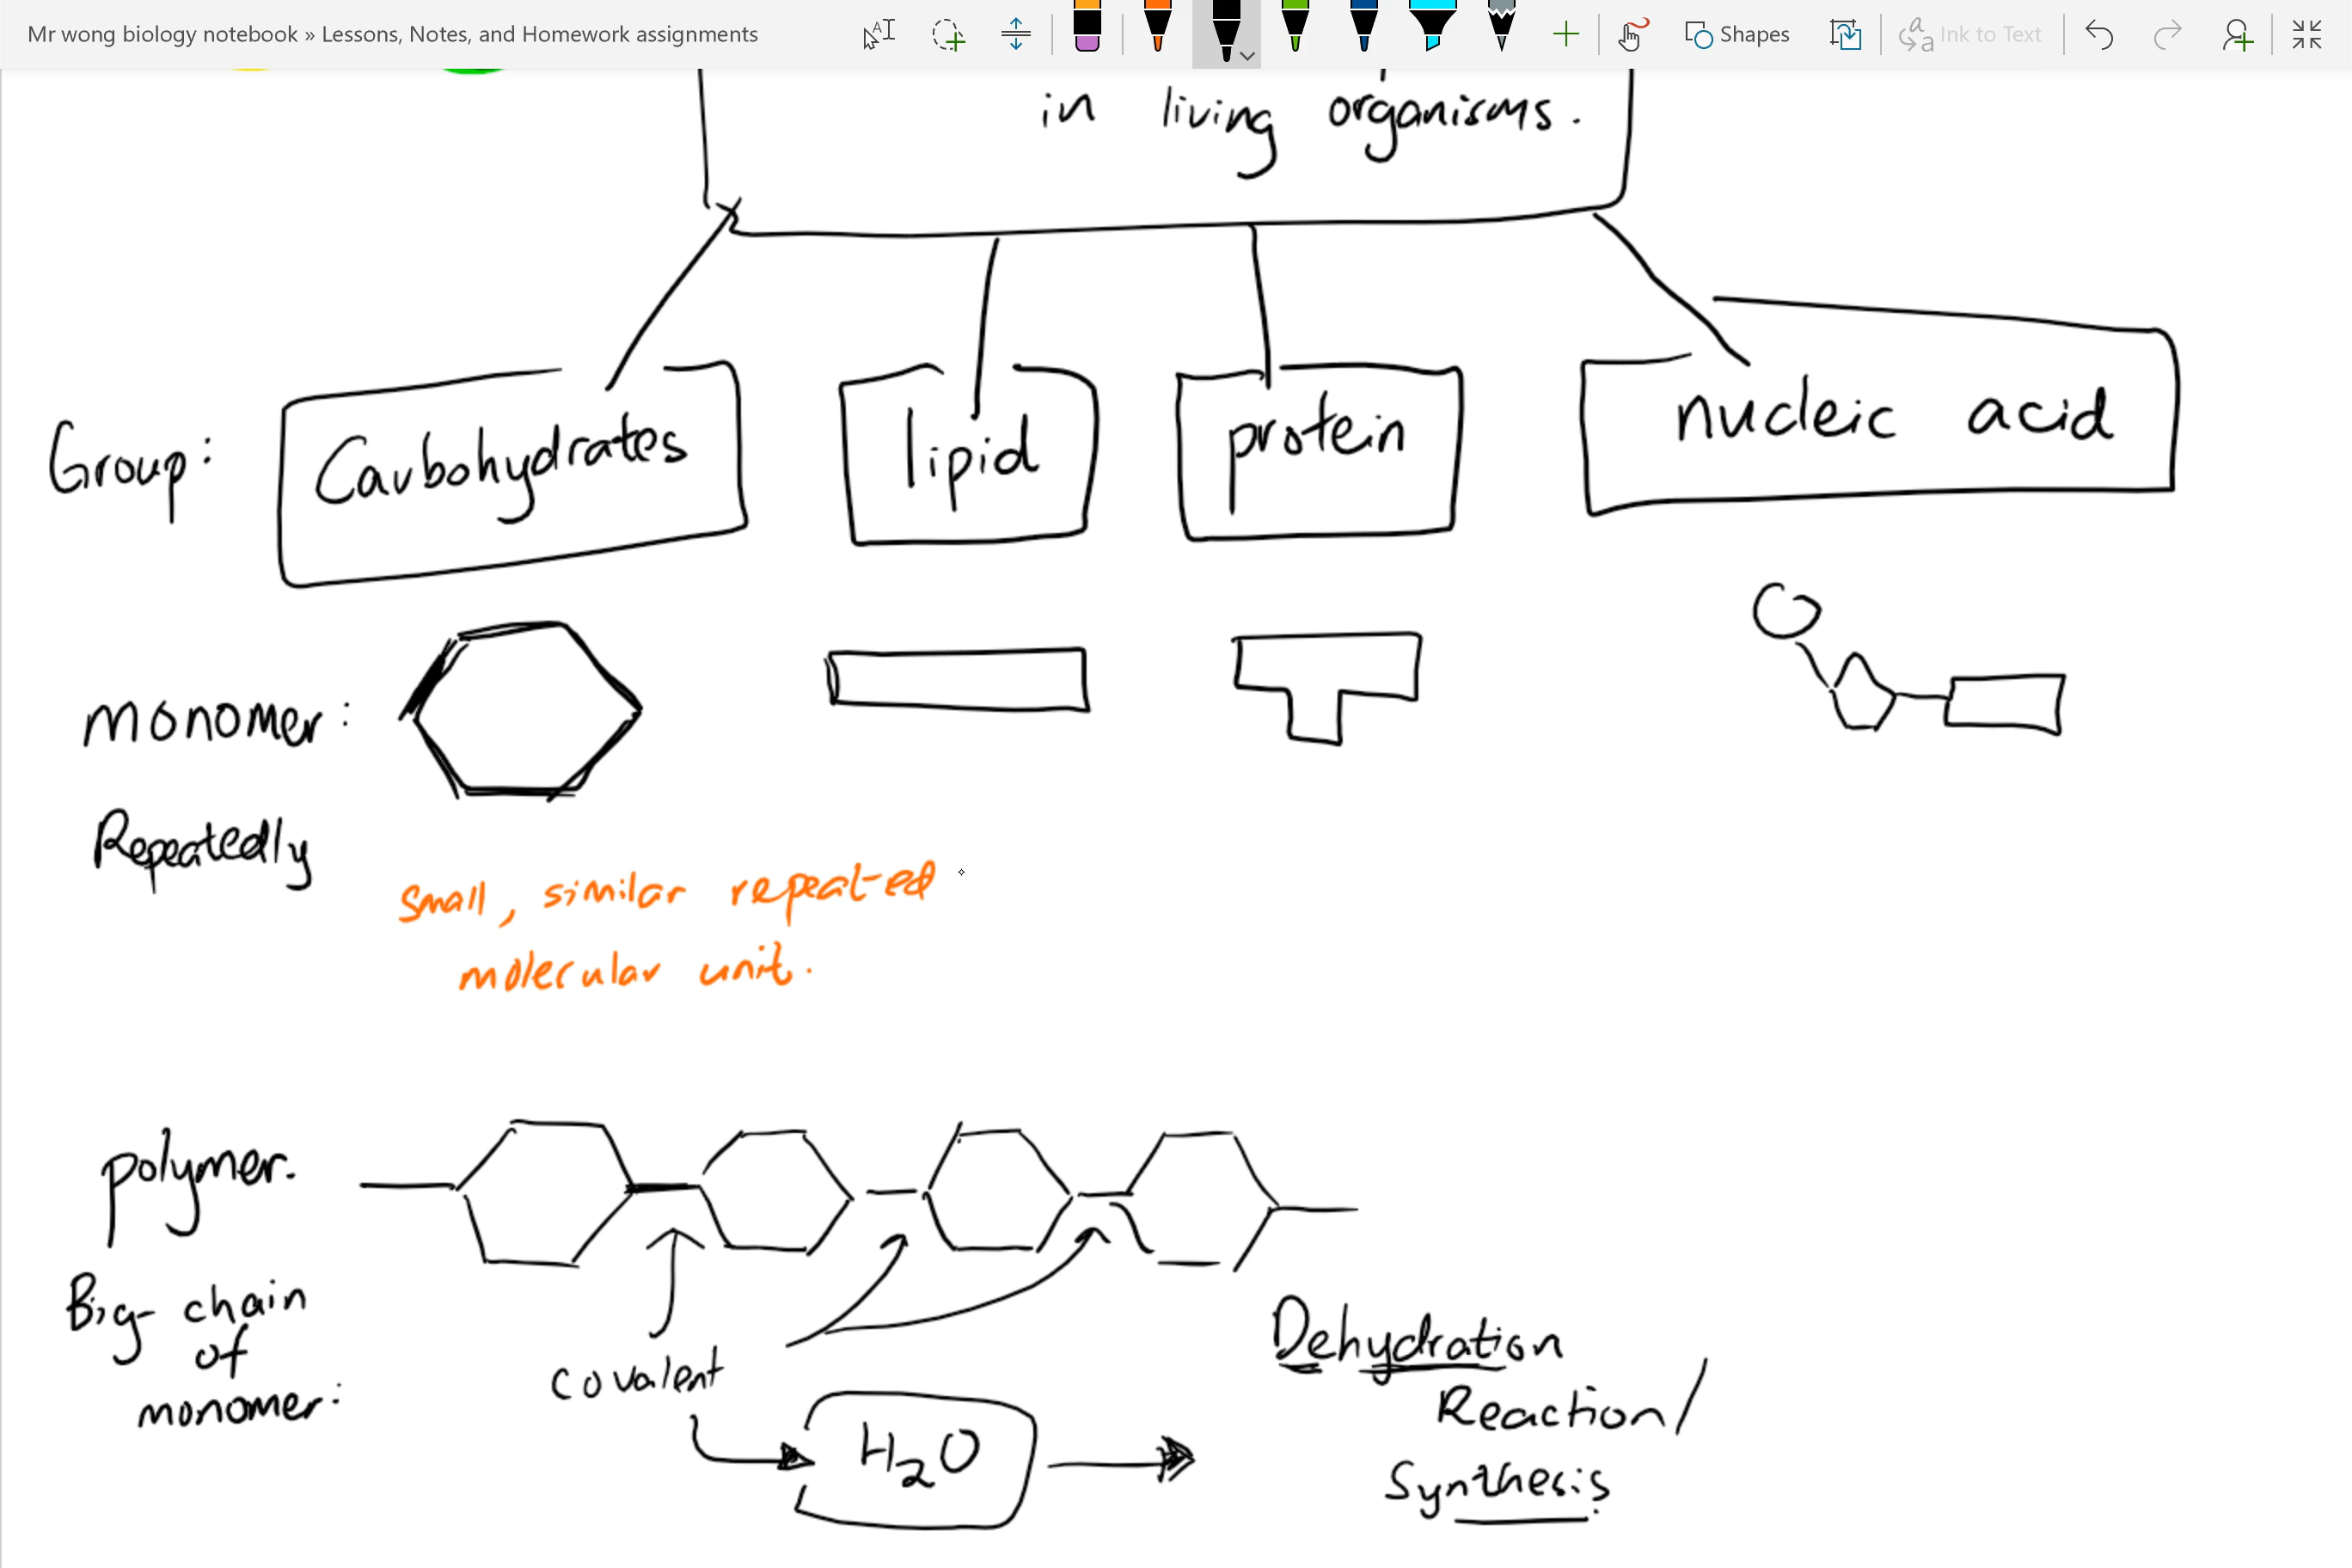 Mr wong biology notebook » Lessons, Notes, and Homework assignments
Shapes
Ink to Text
in living organisms.
Group:
Carbohydrates
lipid
protein
nucleic acid
monomer:
Repeatedly
small, similar repeated
molecular unit.
polymer.
Big chain
of
monomer:
covalent
H₂O
Dehydration
Reaction/
Synthesis